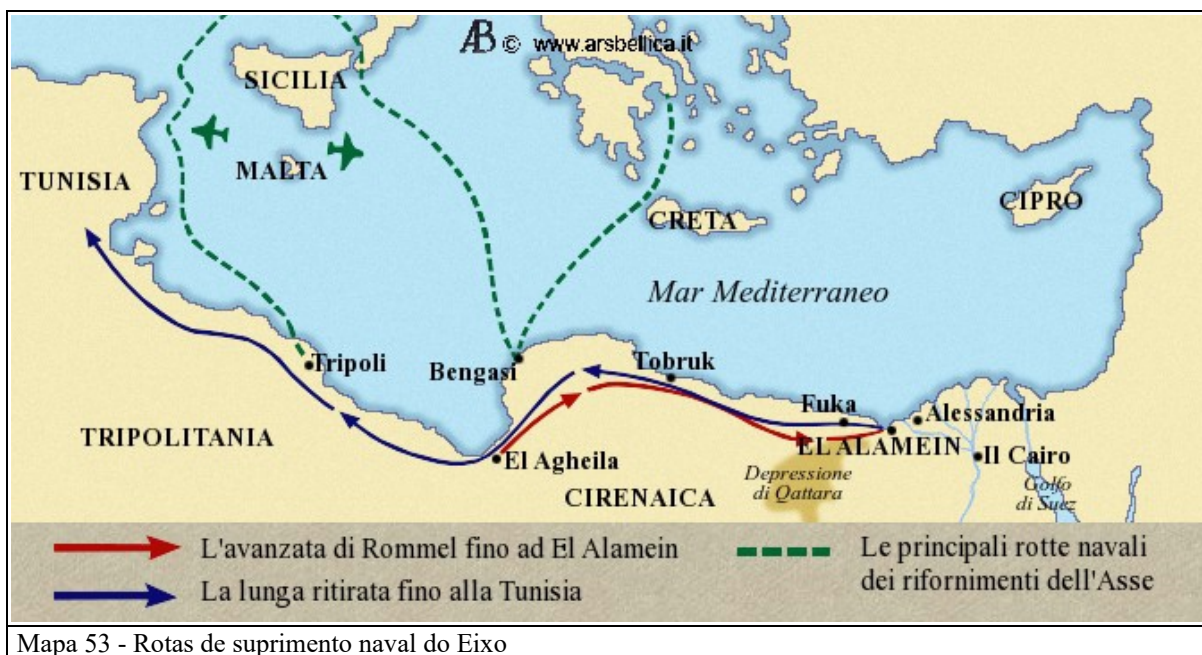 AB © www.arsbellica.it
SICILIA
MALTA
TUNISIA
CIPRO
CRETA
Mar Mediterraneo
Tripoli
Bengasi
Tobruk
Fuka
Alessandria
TRIPOLITANIA
El Agheila
EL ALAMEIN
Il Cairo
CIRENAICA
Depressione
di Qattara
Golfo
di Suez
L'avanzata di Rommel fino ad El Alamein
La lunga ritirata fino alla Tunisia
Le principali rotte navali
dei rifornimenti dell'Asse
Mapa 53 - Rotas de suprimento naval do Eixo